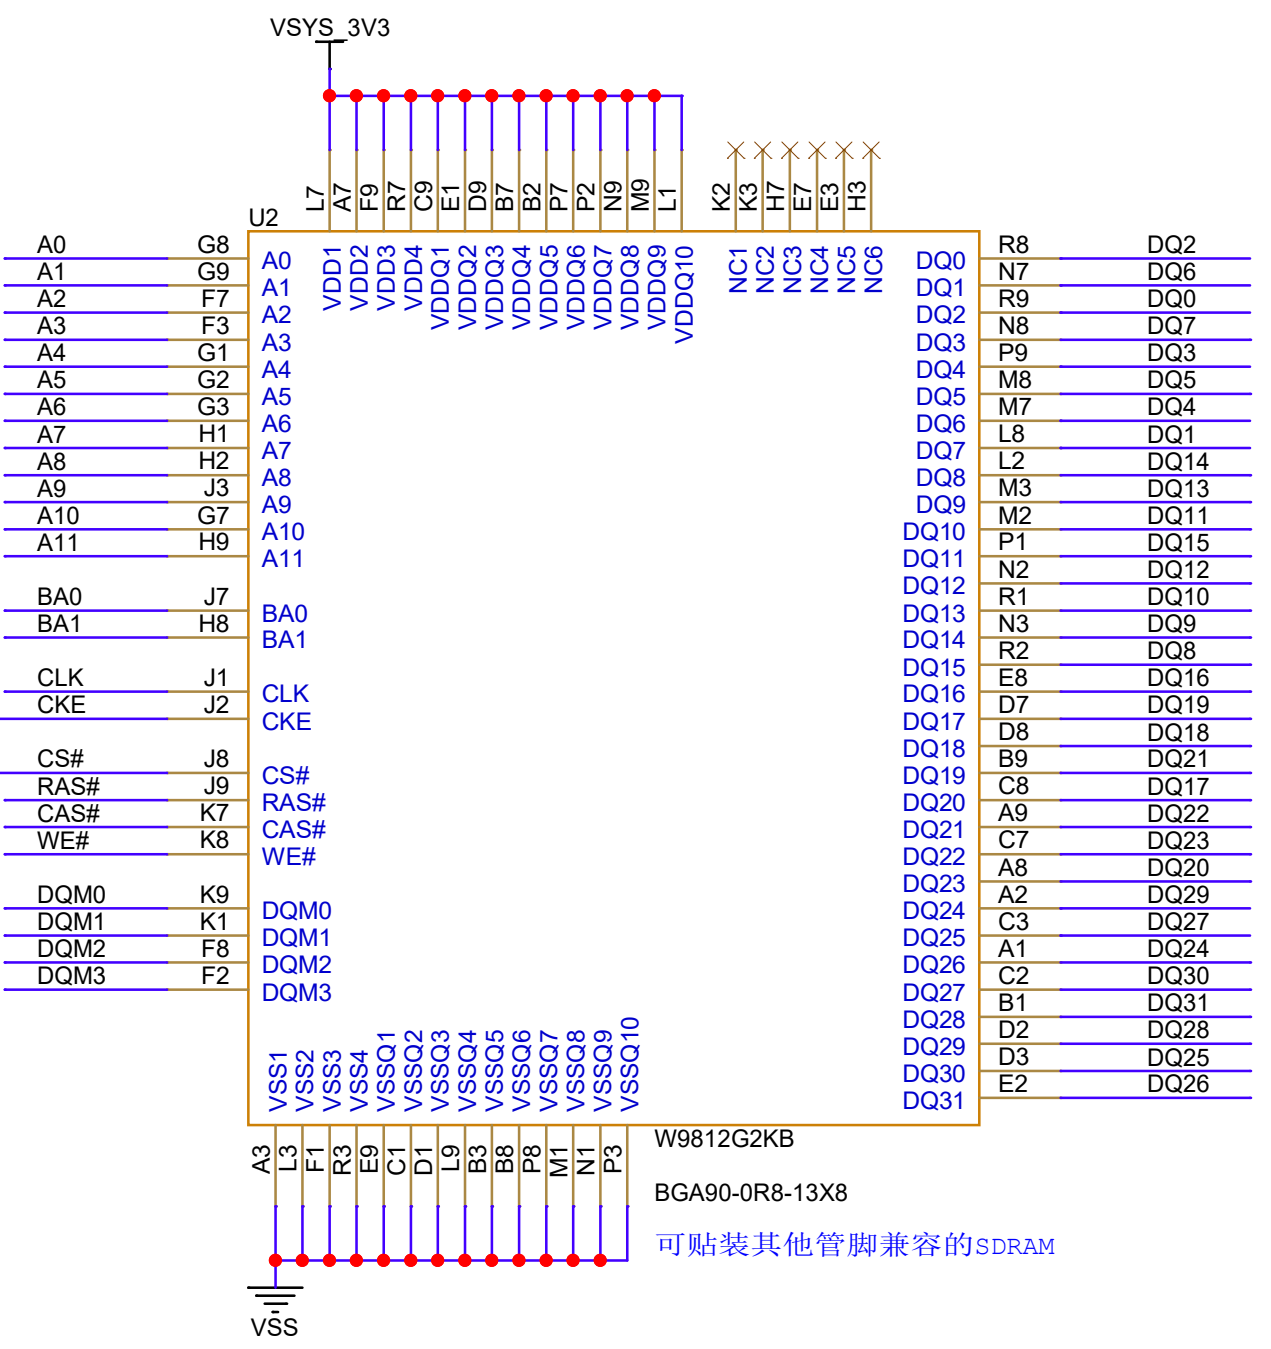 VSYS_3V3
L7 A7 F9 R7 C9 E1 D9 B7 B2 P7 P2 N9 M9 L1 K2 K3 H7 E7 E3 H3
U2
VDD1 VDD2 VDD3 VDD4 VDDQ1 VDDQ2 VDDQ3 VDDQ4 VDDQ5 VDDQ6 VDDQ7 VDDQ8 VDDQ9 VDDQ10 NC1 NC2 NC3 NC4 NC5 NC6
A0 G8 A0 DQ0 R8 DQ2
A1 G9 A1 DQ1 N7 DQ6
A2 F7 A2 DQ2 R9 DQ0
A3 F3 A3 DQ3 N8 DQ7
A4 G1 A4 DQ4 P9 DQ3
A5 G2 A5 DQ5 M8 DQ5
A6 G3 A6 DQ6 M7 DQ4
A7 H1 A7 DQ7 L8 DQ1
A8 H2 A8 DQ8 L2 DQ14
A9 J3 A9 DQ9 M3 DQ13
A10 G7 A10 DQ10 M2 DQ11
A11 H9 A11 DQ11 P1 DQ15
DQ12 N2 DQ12
BA0 J7 BA0 DQ13 R1 DQ10
BA1 H8 BA1 DQ14 N3 DQ9
DQ15 R2 DQ8
CLK J1 CLK DQ16 E8 DQ16
CKE J2 CKE DQ17 D7 DQ19
DQ18 D8 DQ18
CS# J8 CS# DQ19 B9 DQ21
RAS# J9 RAS# DQ20 C8 DQ17
CAS# K7 CAS# DQ21 A9 DQ22
WE# K8 WE# DQ22 C7 DQ23
DQ23 A8 DQ20
DQM0 K9 DQM0 DQ24 A2 DQ29
DQM1 K1 DQM1 DQ25 C3 DQ27
DQM2 F8 DQM2 DQ26 A1 DQ24
DQM3 F2 DQM3 DQ27 C2 DQ30
DQ28 B1 DQ31
DQ29 D2 DQ28
DQ30 D3 DQ25
DQ31 E2 DQ26
VSS1 VSS2 VSS3 VSS4 VSSQ1 VSSQ2 VSSQ3 VSSQ4 VSSQ5 VSSQ6 VSSQ7 VSSQ8 VSSQ9 VSSQ10
A3 L3 F1 R3 E9 C1 D1 L9 B3 B8 P8 M1 N1 P3
W9812G2KB
BGA90-0R8-13X8
可贴装其他管脚兼容的SDRAM
VSS